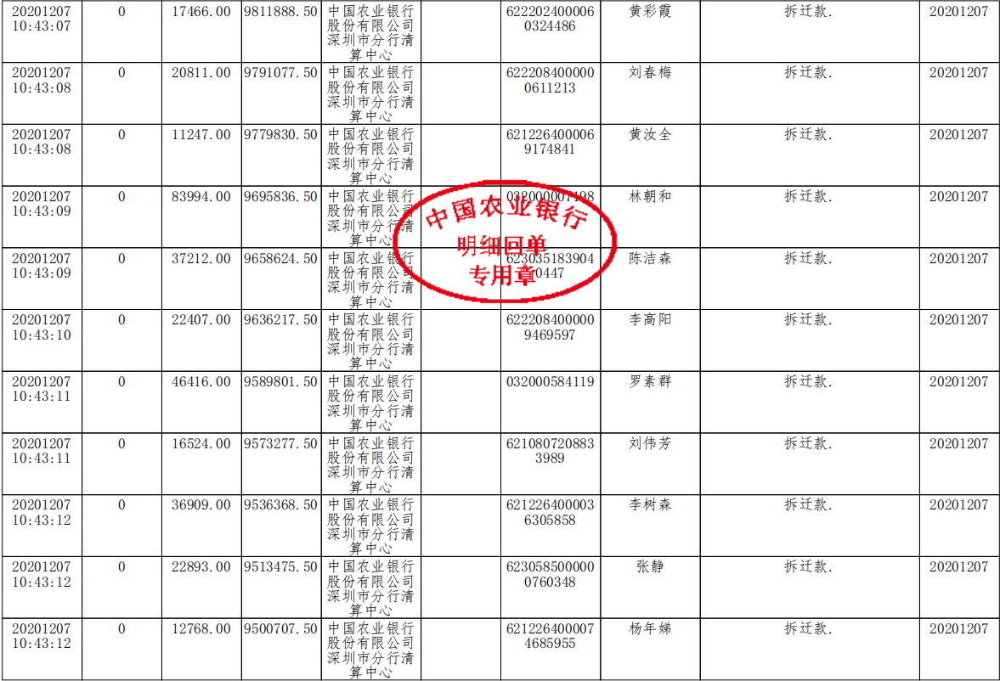 20201207 0 17466.00 9811888.50 中国农业银行 622202400006 黄彩霞 拆迁款. 20201207
10:43:07 股份有限公司 0324486
深圳市分行清
算中心
20201207 0 20811.00 9791077.50 中国农业银行 622208400000 刘春梅 拆迁款. 20201207
10:43:08 股份有限公司 0611213
深圳市分行清
算中心
20201207 0 11247.00 9779830.50 中国农业银行 621226400006 黄汝全 拆迁款. 20201207
10:43:08 股份有限公司 9174841
深圳市分行清
算中心
20201207 0 83994.00 9695836.50 中国农业银行 032000007198 林朝和 拆迁款. 20201207
10:43:09 股份有限公司
深圳市分行清
算中心
中国农业银行
明细回单
专用章
20201207 0 37212.00 9658624.50 中国农业银行 623035183904 陈洁森 拆迁款. 20201207
10:43:09 股份有限公司 0447
深圳市分行清
算中心
20201207 0 22407.00 9636217.50 中国农业银行 622208400000 李高阳 拆迁款. 20201207
10:43:10 股份有限公司 9469597
深圳市分行清
算中心
20201207 0 46416.00 9589801.50 中国农业银行 032000584119 罗素群 拆迁款. 20201207
10:43:11 股份有限公司
深圳市分行清
算中心
20201207 0 16524.00 9573277.50 中国农业银行 621080720883 刘伟芳 拆迁款. 20201207
10:43:11 股份有限公司 3989
深圳市分行清
算中心
20201207 0 36909.00 9536368.50 中国农业银行 621226400003 李树森 拆迁款. 20201207
10:43:12 股份有限公司 6305858
深圳市分行清
算中心
20201207 0 22893.00 9513475.50 中国农业银行 623058500000 张静 拆迁款. 20201207
10:43:12 股份有限公司 0760348
深圳市分行清
算中心
20201207 0 12768.00 9500707.50 中国农业银行 621226400007 杨年娣 拆迁款. 20201207
10:43:12 股份有限公司 4685955
深圳市分行清
算中心